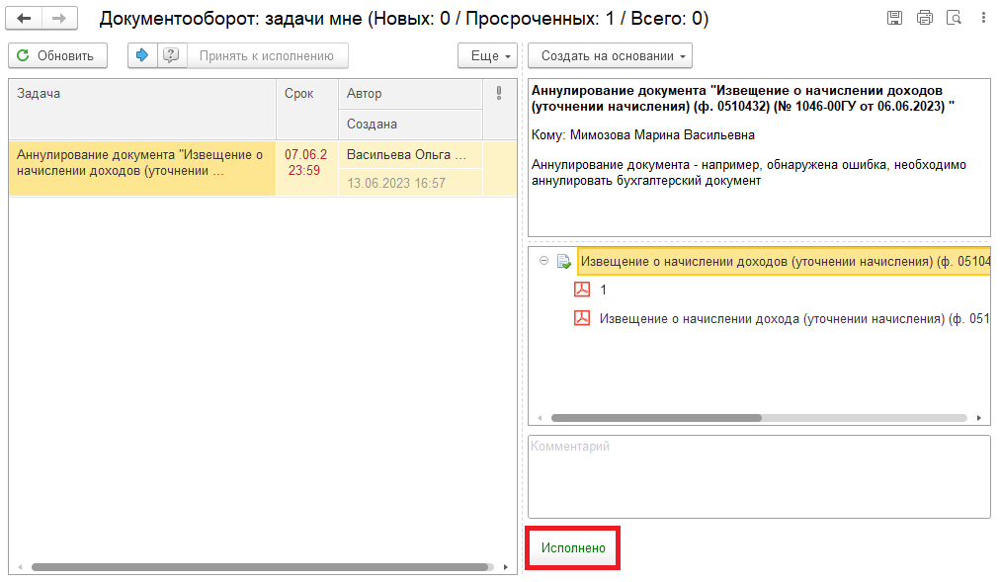 Документооборот: задачи мне (Новых: 0 / Просроченных: 1 / Всего: 0)
Обновить
Принять к исполнению
Еще
Создать на основании
Задача
Срок
Автор
Создана
Аннулирование документа "Извещение о
начислении доходов (уточнении ...
07.06.2
23:59
Васильева Ольга ...
13.06.2023 16:57
Аннулирование документа "Извещение о начислении доходов
(уточнении начисления) (ф. 0510432) (№ 1046-00ГУ от 06.06.2023) "
Кому: Мимозова Марина Васильевна
Аннулирование документа - например, обнаружена ошибка, необходимо
аннулировать бухгалтерский документ
Извещение о начислении доходов (уточнении начисления) (ф. 05104
1
Извещение о начислении дохода (уточнении начисления) (ф. 051
Комментарий
Исполнено